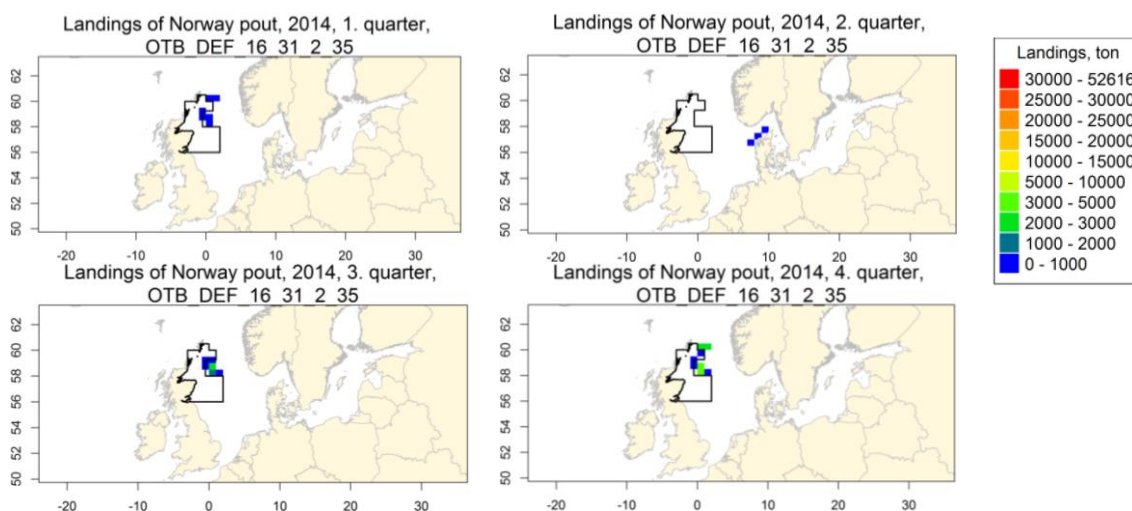 Landings of Norway pout, 2014, 1. quarter,
OTB_DEF_16_31_2_35
62
60
58
56
54
52
50
-20 -10 0 10 20 30
Landings of Norway pout, 2014, 2. quarter,
OTB_DEF_16_31_2_35
62
60
58
56
54
52
50
-20 -10 0 10 20 30
Landings, ton
30000 - 52616
25000 - 30000
20000 - 25000
15000 - 20000
10000 - 15000
5000 - 10000
3000 - 5000
2000 - 3000
1000 - 2000
0 - 1000
Landings of Norway pout, 2014, 3. quarter,
OTB_DEF_16_31_2_35
62
60
58
56
54
52
50
-20 -10 0 10 20 30
Landings of Norway pout, 2014, 4. quarter,
OTB_DEF_16_31_2_35
62
60
58
56
54
52
50
-20 -10 0 10 20 30